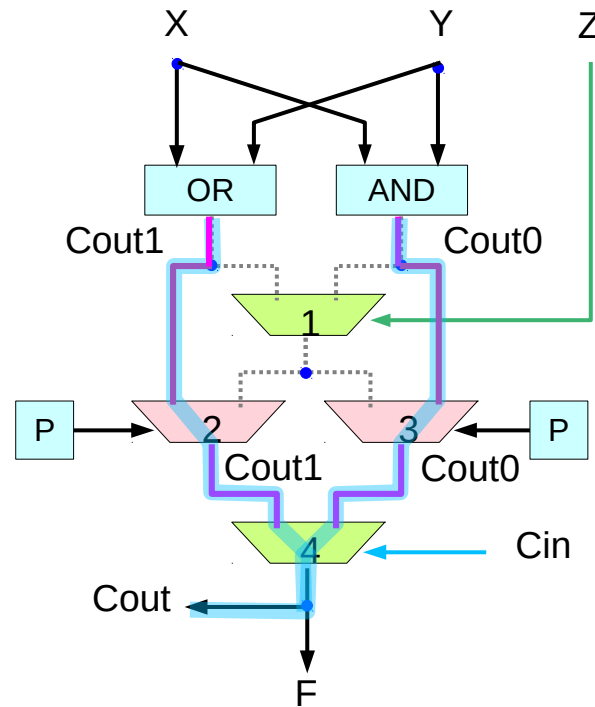 X Y Z
OR AND
Cout1 Cout0
1
P 2 3 P
Cout1 Cout0
4 Cin
Cout
F